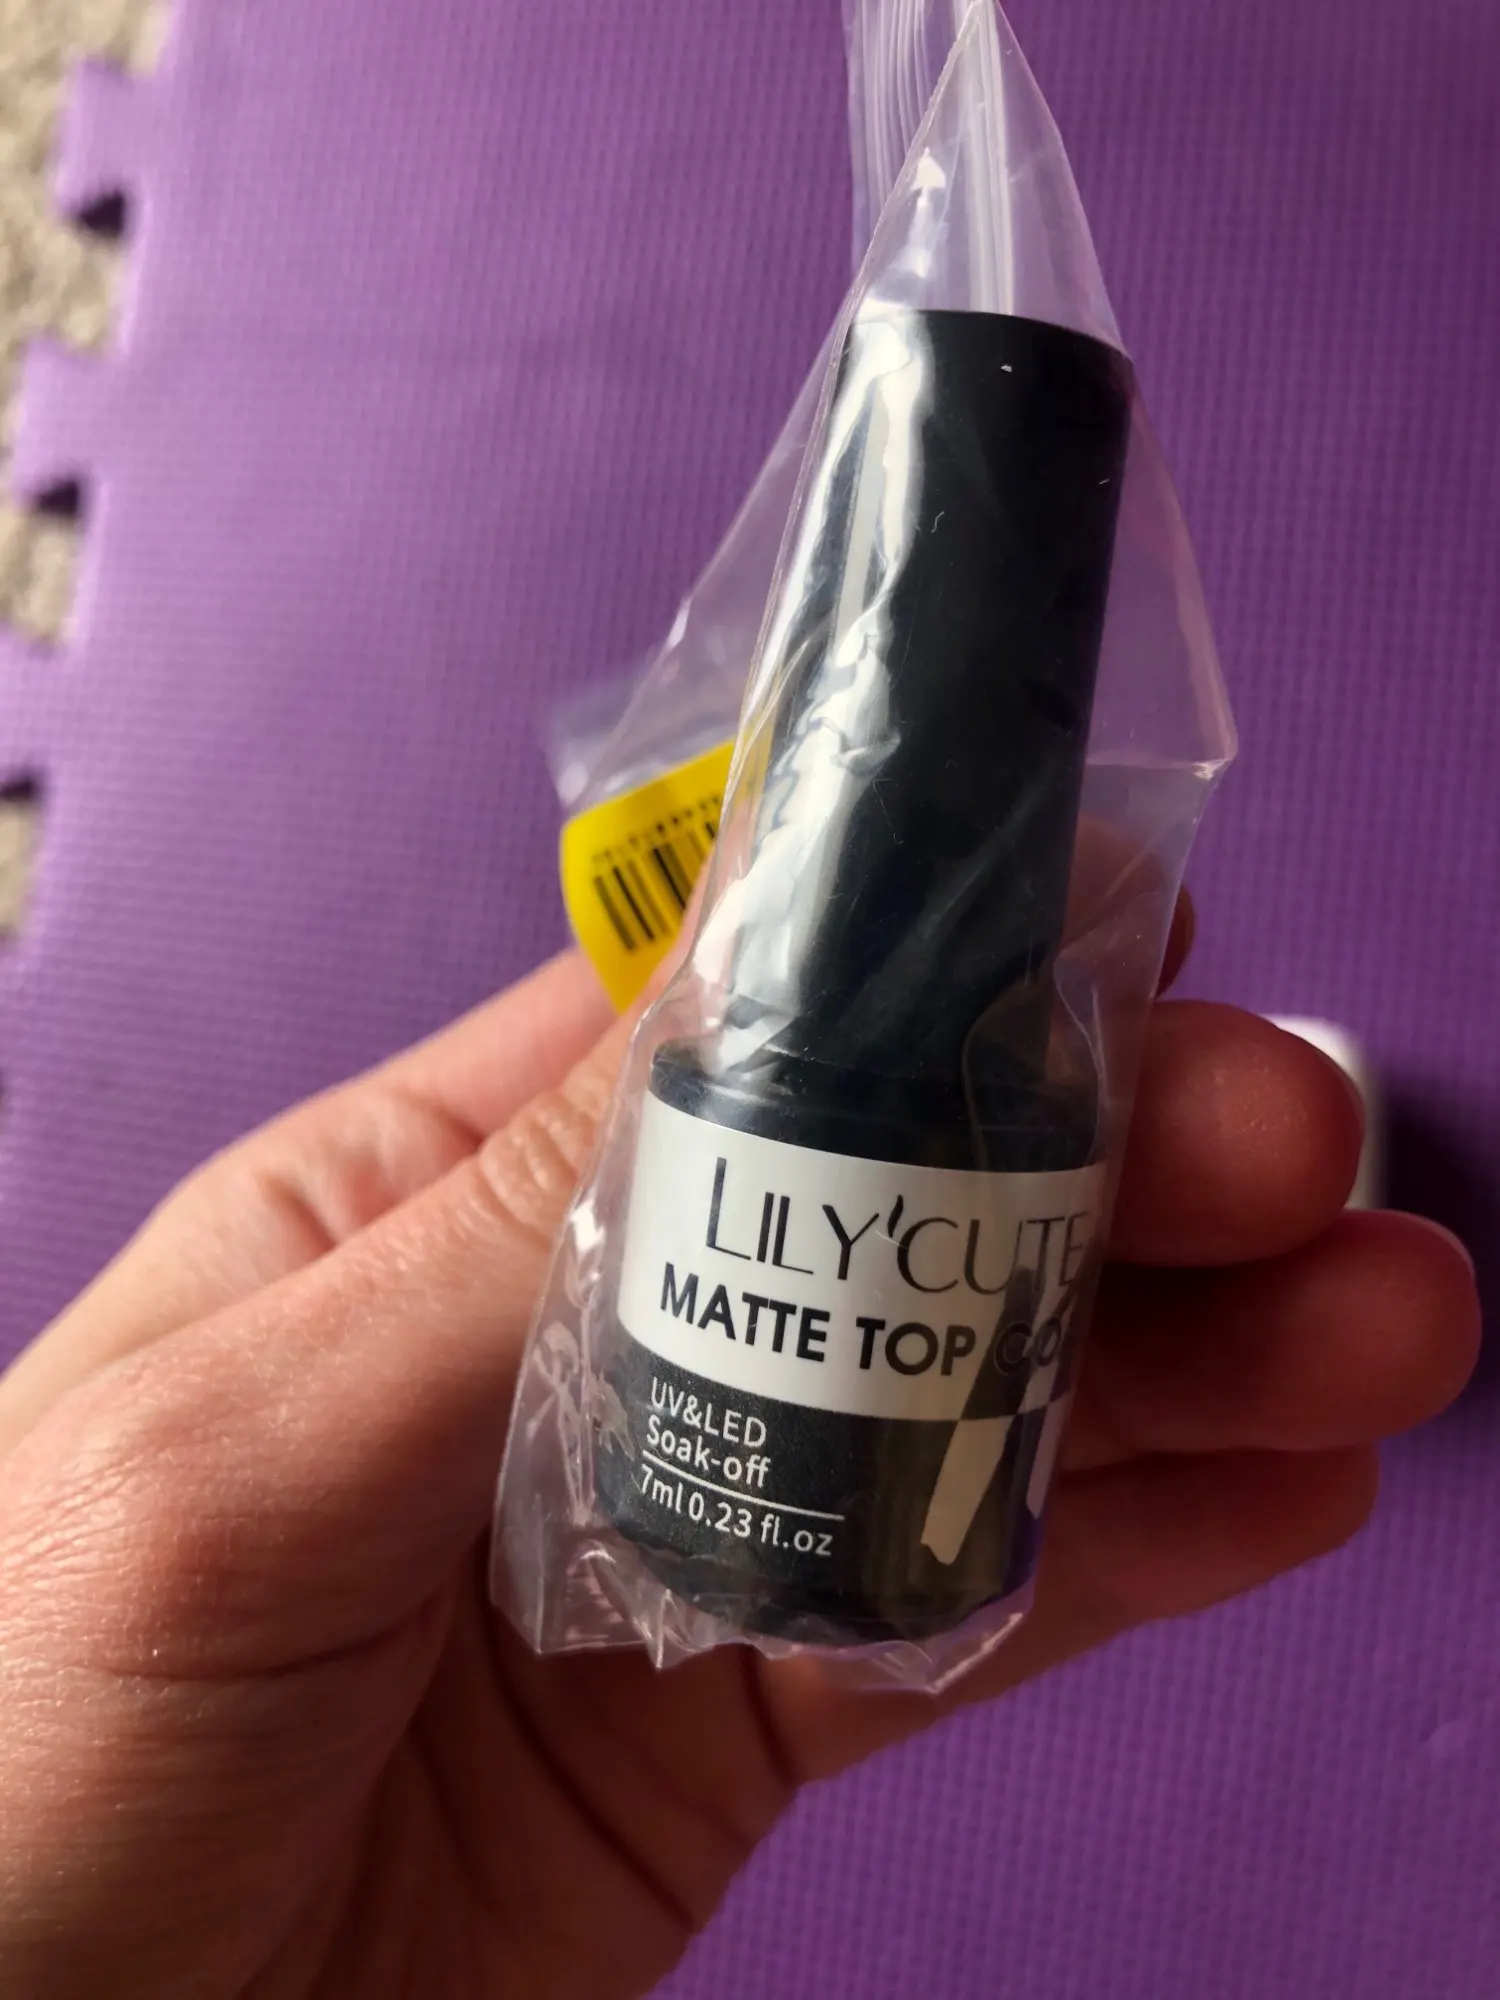 LILY'CUTE
MATTE TOP
UV&LED
Soak-off
7ml 0.23 fl.oz